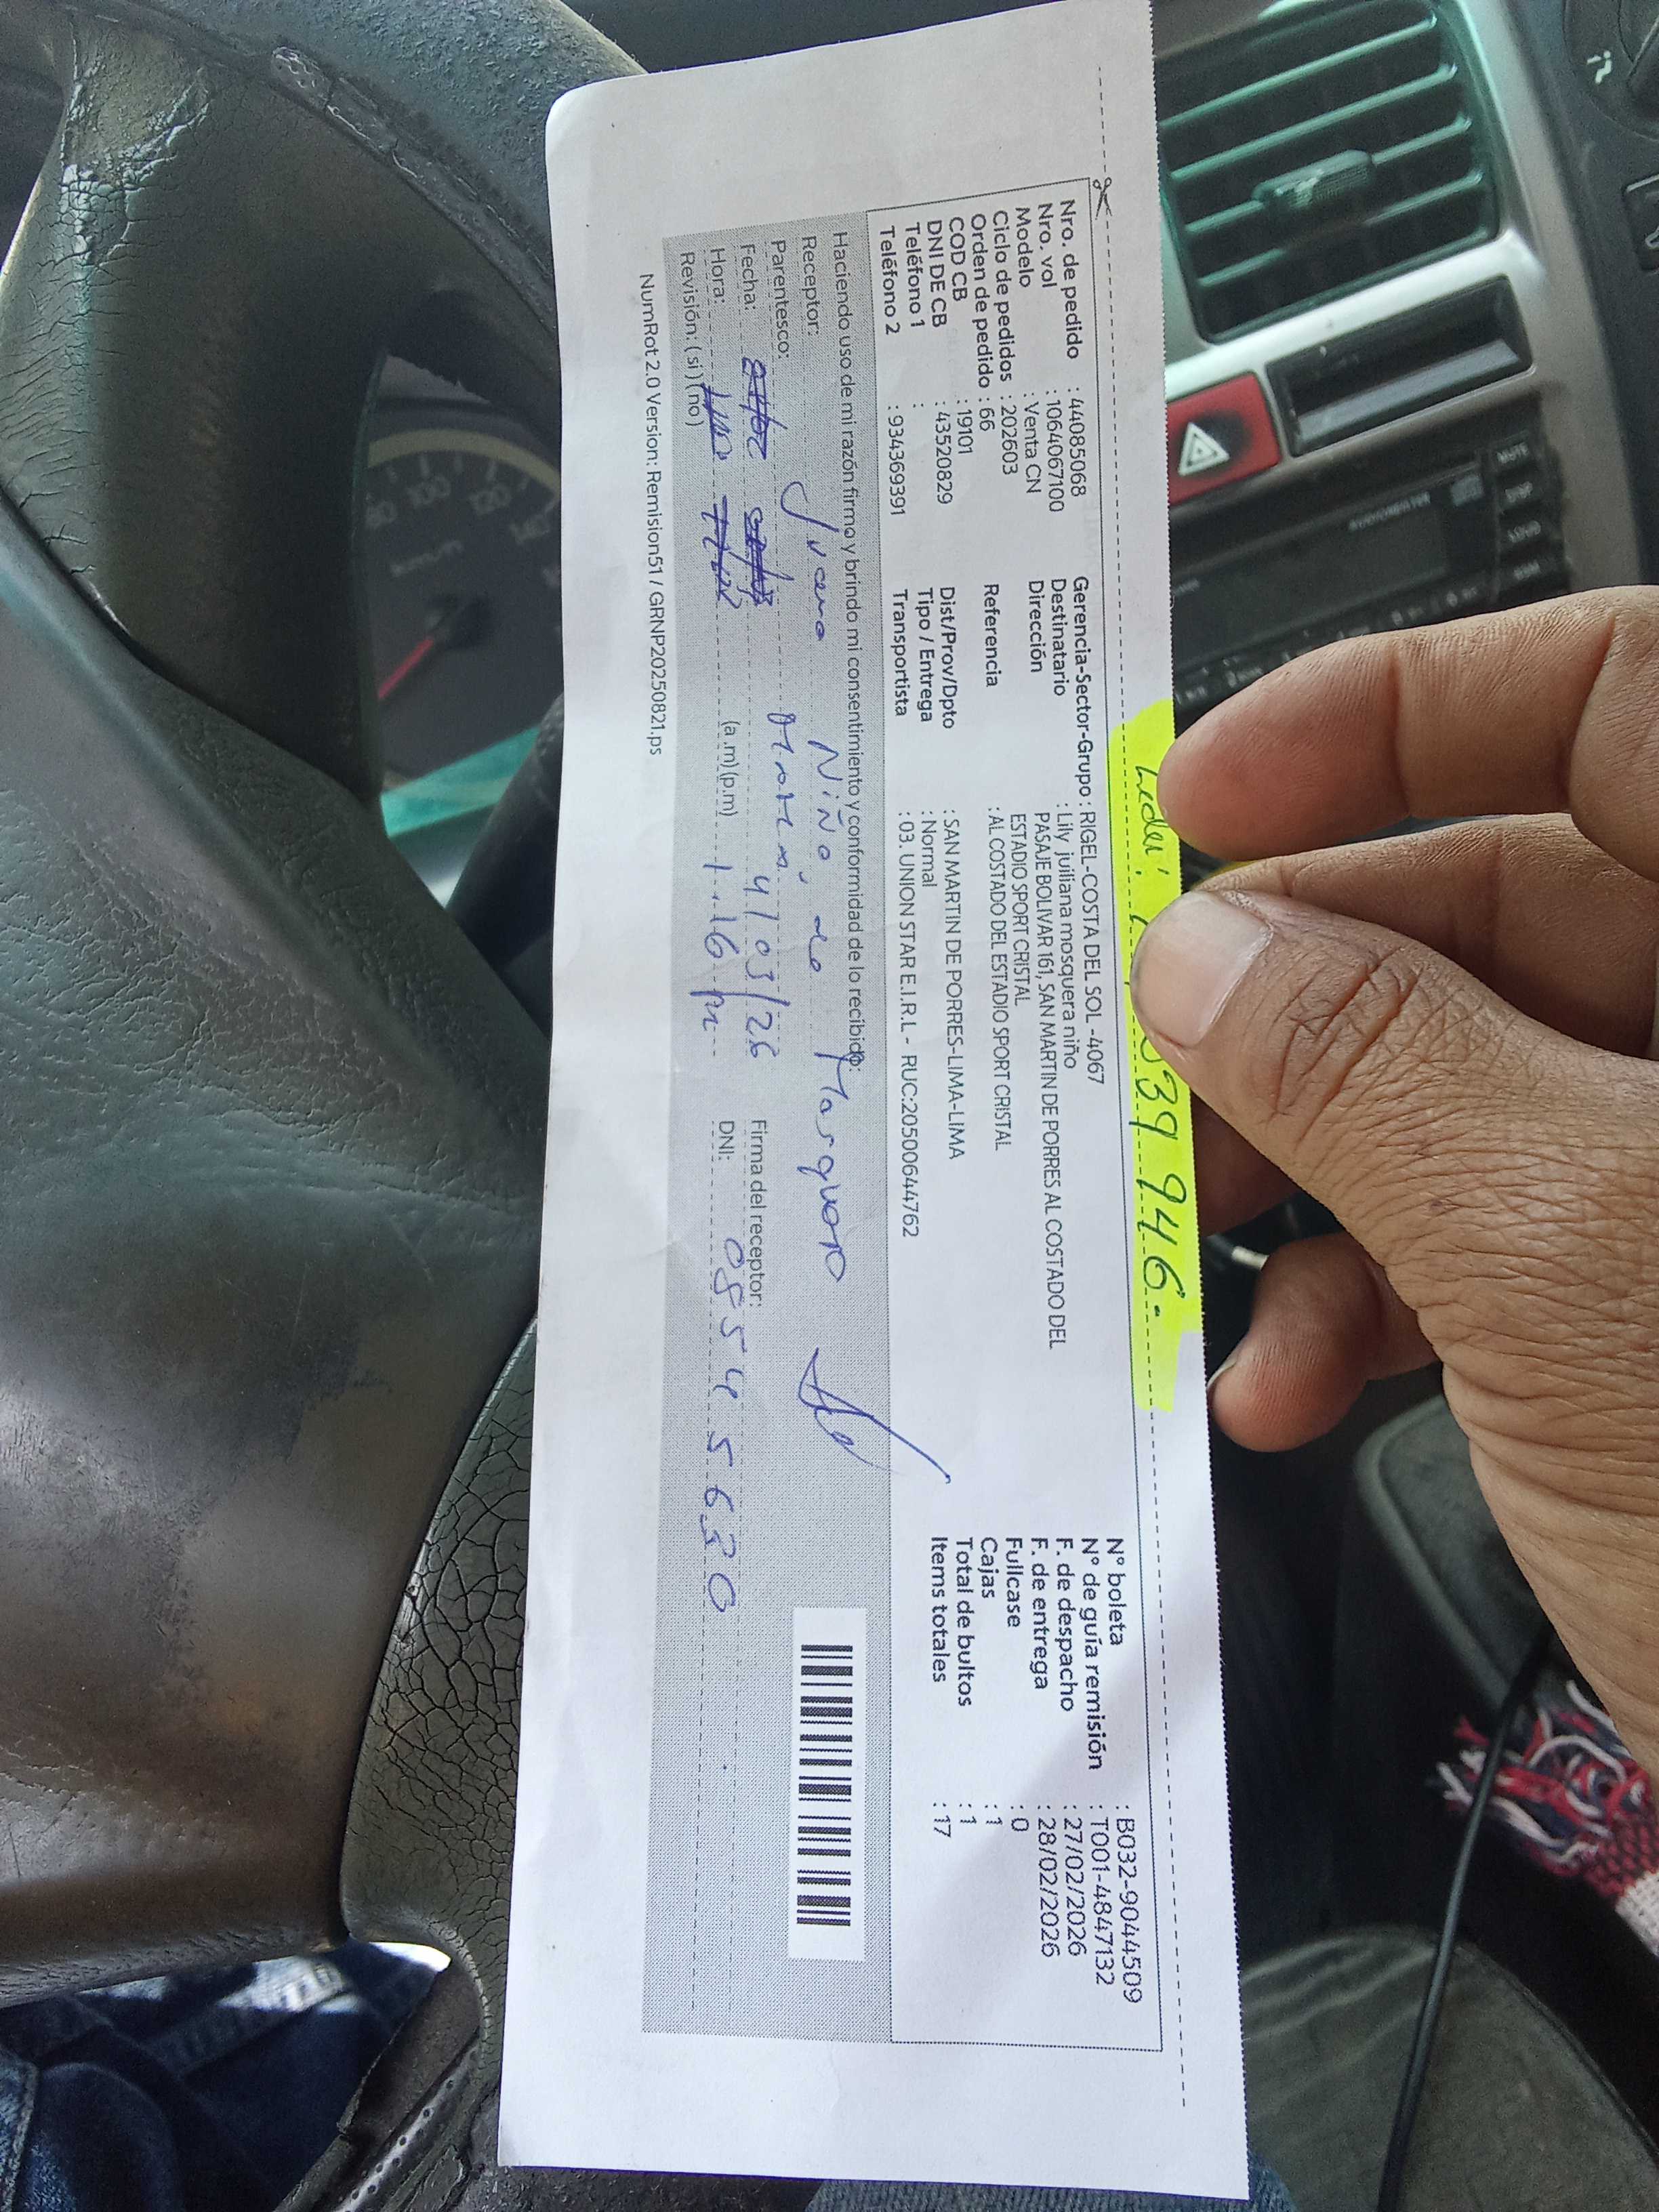 Lider: 39946.
Nro. de pedido : 44085068
Nro. vol : 1064067100
Modelo : Venta CN
Ciclo de pedidos : 202603
Orden de pedido : 66
COD CB : 19101
DNI DE CB : 43520829
Teléfono 1 :
Teléfono 2 : 934369391
Gerencia-Sector-Grupo : RIGEL-COSTA DEL SOL -4067
Destinatario : Lily juiliana mosquera niño
Dirección PASAJE BOLIVAR 161, SAN MARTIN DE PORRES AL COSTADO DEL
ESTADIO SPORT CRISTAL
Referencia : AL COSTADO DEL ESTADIO SPORT CRISTAL
Dist/Prov/Dpto : SAN MARTIN DE PORRES-LIMA-LIMA
Tipo / Entrega : Normal
Transportista : 03. UNION STAR E.I.R.L - RUC:20500644762
N° boleta : B032-90444509
N° de guía remisión : T001-4847132
F. de despacho : 27/02/2026
F. de entrega : 28/02/2026
Fullcase : 0
Cajas : 1
Total de bultos : 1
Items totales : 17
Haciendo uso de mi razón firmo y brindo mi consentimiento y conformidad de lo recibido:
Receptor: Juana Niño de Mosquera
Parentesco: Mama
Fecha: 4/03/26 Firma del receptor:
Hora: (a.m) (p.m) 1:16 pm DNI: 08545630
Revisión: ( si ) ( no )
NumRot 2.0 Version: Remision51 / GRNP20250821.ps